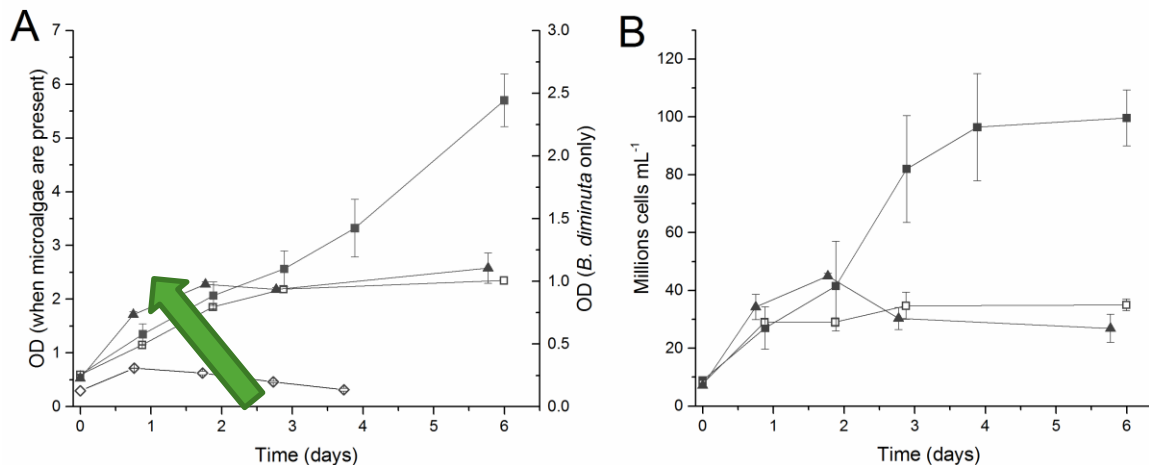 A
OD (when microalgae are present)
7
6
5
4
3
2
1
0
0 1 2 3 4 5 6
Time (days)
3.0
2.5
2.0
1.5
1.0
0.5
0.0
OD (B. diminuta only)
B
Millions cells mL-1
120
100
80
60
40
20
0
0 1 2 3 4 5 6
Time (days)